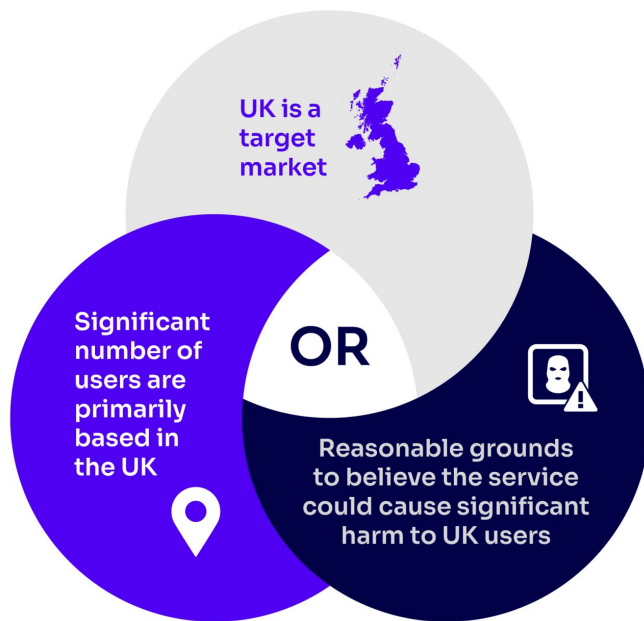 UK is a
target
market
Significant
number of
users are
primarily
based in
the UK
OR
Reasonable grounds
to believe the service
could cause significant
harm to UK users